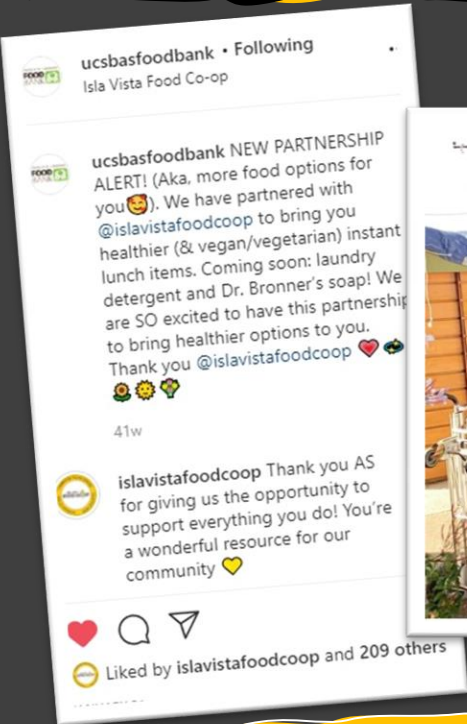 ucsbasfoodbank • Following
Isla Vista Food Co-op
FOOD
ucsbasfoodbank NEW PARTNERSHIP
ALERT! (Aka, more food options for
you🥰). We have partnered with
@islavistafoodcoop to bring you
healthier (& vegan/vegetarian) instant
lunch items. Coming soon: laundry
detergent and Dr. Bronner's soap! We
are SO excited to have this partnership
to bring healthier options to you.
Thank you @islavistafoodcoop ❤️
🌻🌞💐
41w
islavistafoodcoop Thank you AS
for giving us the opportunity to
support everything you do! You're
a wonderful resource for our
community 💛
Liked by islavistafoodcoop and 209 others